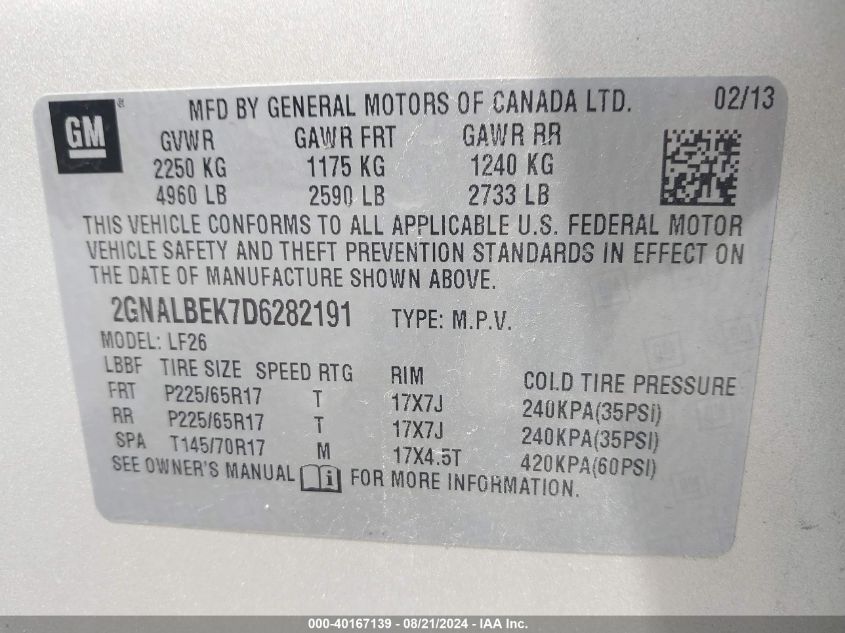 GM
MFD BY GENERAL MOTORS OF CANADA LTD. 02/13
GVWR GAWR FRT GAWR RR
2250 KG 1175 KG 1240 KG
4960 LB 2590 LB 2733 LB
THIS VEHICLE CONFORMS TO ALL APPLICABLE U.S. FEDERAL MOTOR
VEHICLE SAFETY AND THEFT PREVENTION STANDARDS IN EFFECT ON
THE DATE OF MANUFACTURE SHOWN ABOVE.
2GNALBEK7D6282191 TYPE: M.P.V.
MODEL: LF26
LBBF TIRE SIZE SPEED RTG RIM COLD TIRE PRESSURE
FRT P225/65R17 T 17X7J 240KPA(35PSI)
RR P225/65R17 T 17X7J 240KPA(35PSI)
SPA T145/70R17 M 17X4.5T 420KPA(60PSI)
SEE OWNER'S MANUAL i FOR MORE INFORMATION.
000-40167139 - 08/21/2024 - IAA Inc.